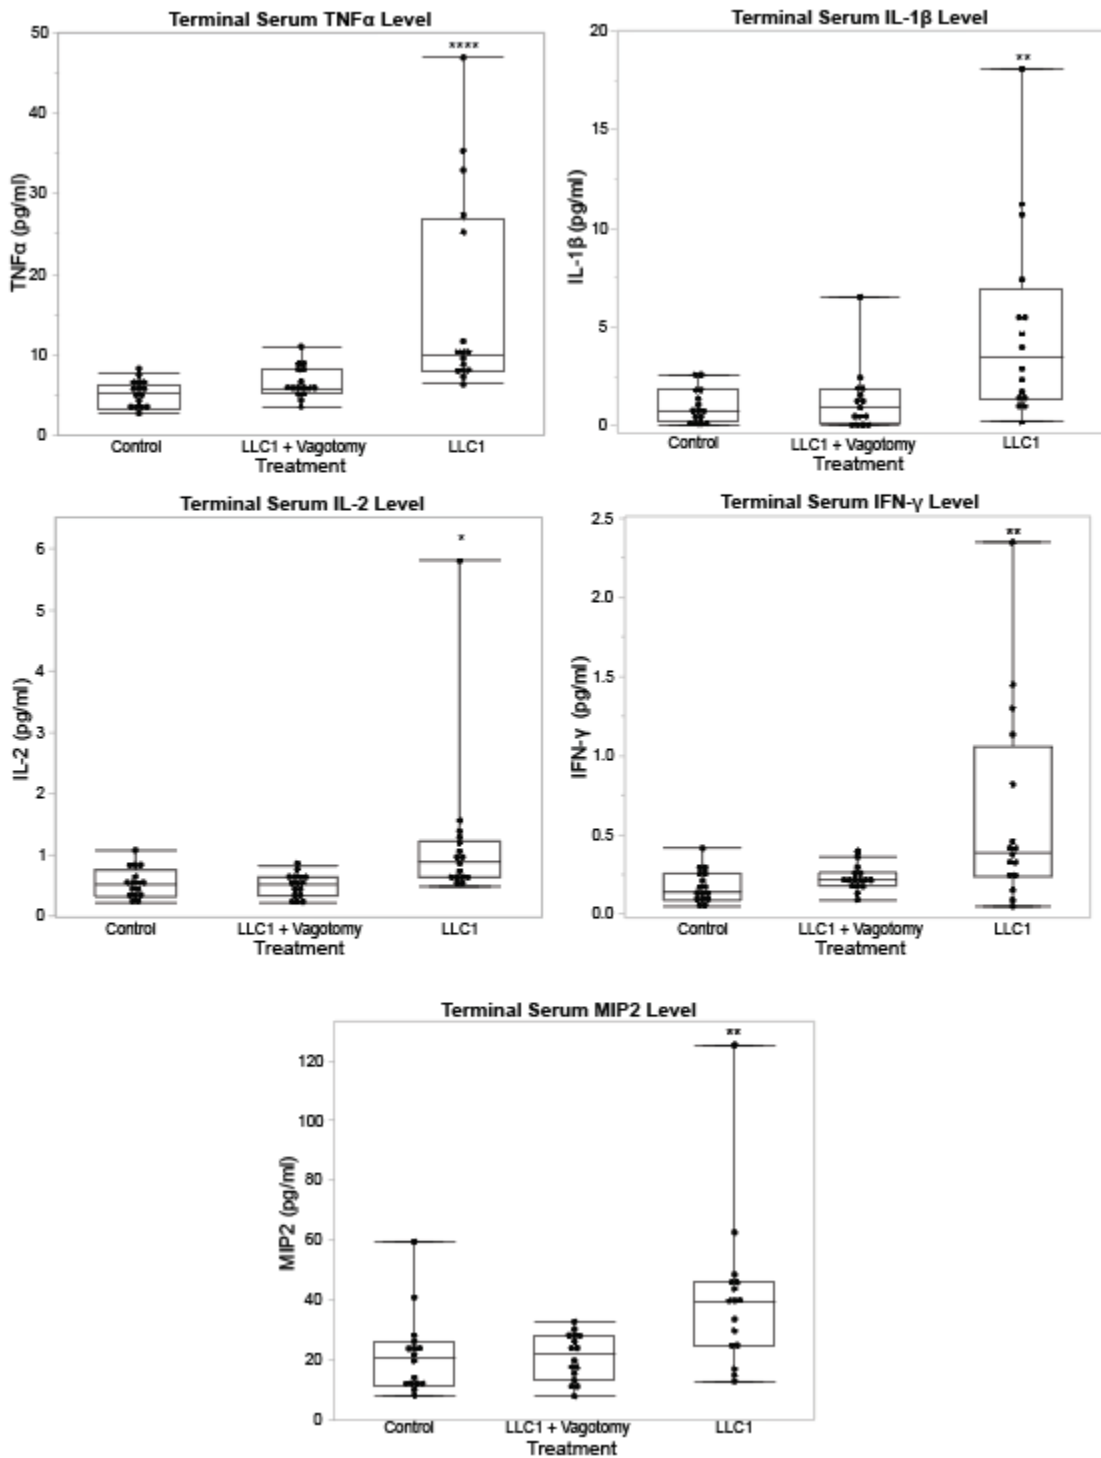 Terminal Serum TNFα Level
****
50
40
30
20
10
0
TNFα (pg/ml)
Control
LLC1 + Vagotomy
LLC1
Treatment
Terminal Serum IL-1β Level
**
20
15
10
5
0
IL-1β (pg/ml)
Control
LLC1 + Vagotomy
LLC1
Treatment
Terminal Serum IL-2 Level
*
6
5
4
3
2
1
0
IL-2 (pg/ml)
Control
LLC1 + Vagotomy
LLC1
Treatment
Terminal Serum IFN-γ Level
**
2.5
2.0
1.5
1.0
0.5
0.0
IFN-γ (pg/ml)
Control
LLC1 + Vagotomy
LLC1
Treatment
Terminal Serum MIP2 Level
**
120
100
80
60
40
20
0
MIP2 (pg/ml)
Control
LLC1 + Vagotomy
LLC1
Treatment